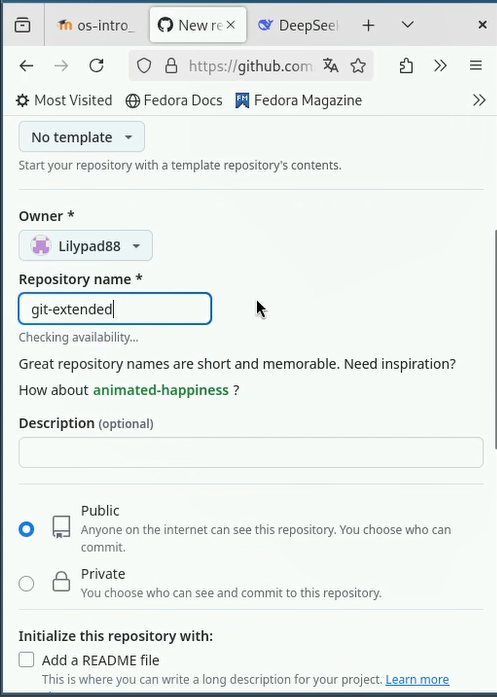 os-intro_
New re
DeepSeek
https://github.com
Most Visited
Fedora Docs
FM
Fedora Magazine
No template
Start your repository with a template repository's contents.
Owner *
Lilypad88
Repository name *
git-extended
Checking availability...
Great repository names are short and memorable. Need inspiration?
How about animated-happiness ?
Description (optional)
Public
Anyone on the internet can see this repository. You choose who can
commit.
Private
You choose who can see and commit to this repository.
Initialize this repository with:
Add a README file
This is where you can write a long description for your project. Learn more